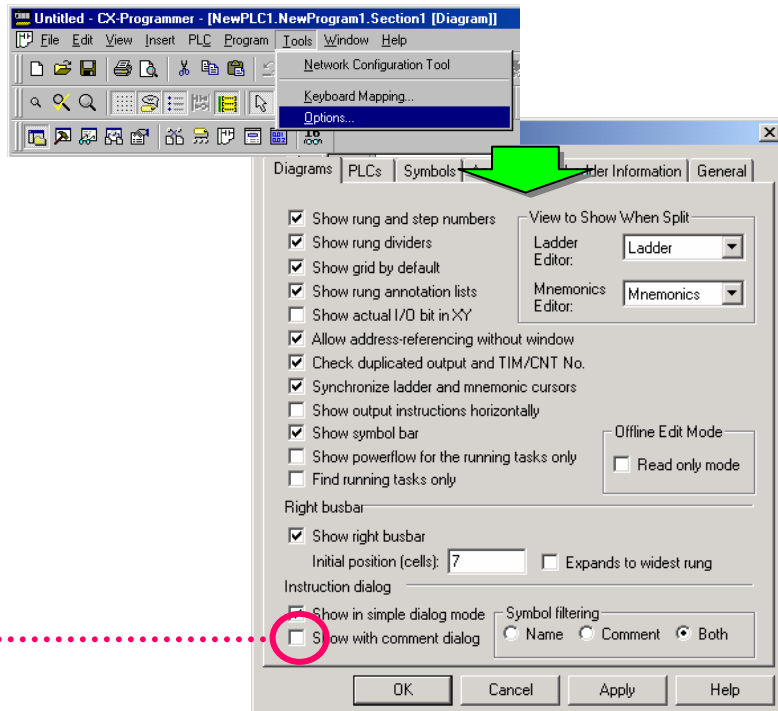 Untitled - CX-Programmer - [NewPLC1.NewProgram1.Section1 [Diagram]]
File Edit View Insert PLC Program Tools Window Help
Network Configuration Tool
Keyboard Mapping...
Options...
16
Diagrams PLCs Symbols Information General
Show rung and step numbers
Show rung dividers
Show grid by default
Show rung annotation lists
Show actual I/O bit in XY
Allow address-referencing without window
Check duplicated output and TIM/CNT No.
Synchronize ladder and mnemonic cursors
Show output instructions horizontally
Show symbol bar
Show powerflow for the running tasks only
Find running tasks only
View to Show When Split
Ladder
Editor:
Ladder
Mnemonics
Editor:
Mnemonics
Offline Edit Mode
Read only mode
Right busbar
Show right busbar
Initial position (cells): 7
Expands to widest rung
Instruction dialog
Show in simple dialog mode
Show with comment dialog
Symbol filtering
Name Comment Both
OK Cancel Apply Help